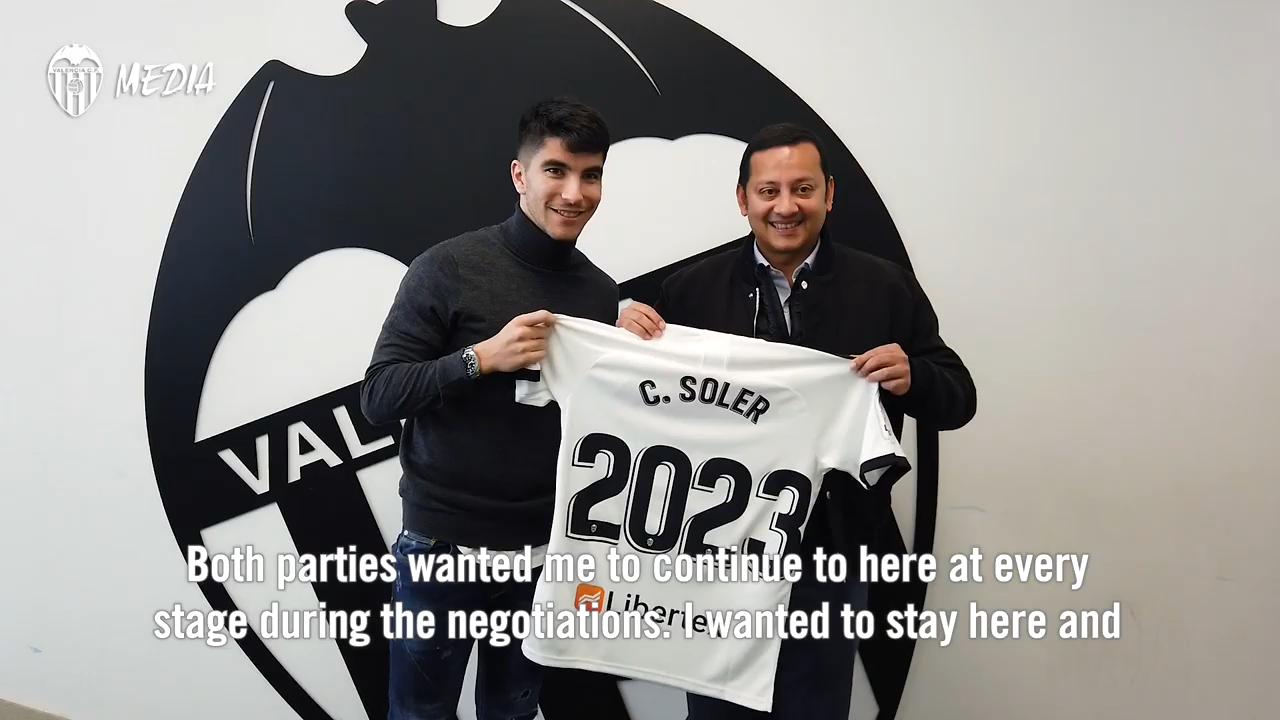 VALENCIA C.F
MEDIA
VAL
C. SOLER
2023
Both parties wanted me to continue to here at every
stage during the negotiations. I wanted to stay here and